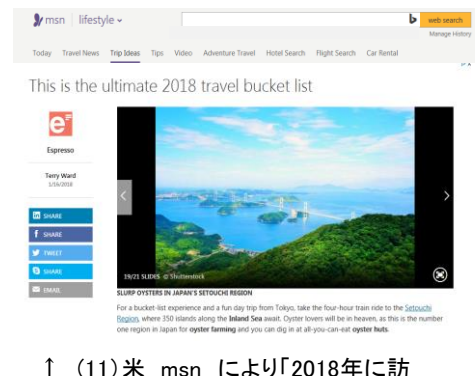 msn | lifestyle
web search
Manage History
Today Travel News Trip Ideas Tips Video Adventure Travel Hotel Search Flight Search Car Rental
This is the ultimate 2018 travel bucket list
e
Espresso
Terry Ward
1/16/2018
in SHARE
f SHARE
TWEET
SHARE
EMAIL
19/21 SLIDES © Shutterstock
SLURP OYSTERS IN JAPAN'S SETOUCHI REGION
For a bucket-list experience and a fun day trip from Tokyo, take the four-hour train ride to the Setouchi
Region, where 350 islands along the Inland Sea await. Oyster lovers will be in heaven, as this is the number
one region in Japan for oyster farming and you can dig in at all-you-can-eat oyster huts.
↑ (11)米 msn により「2018年に訪